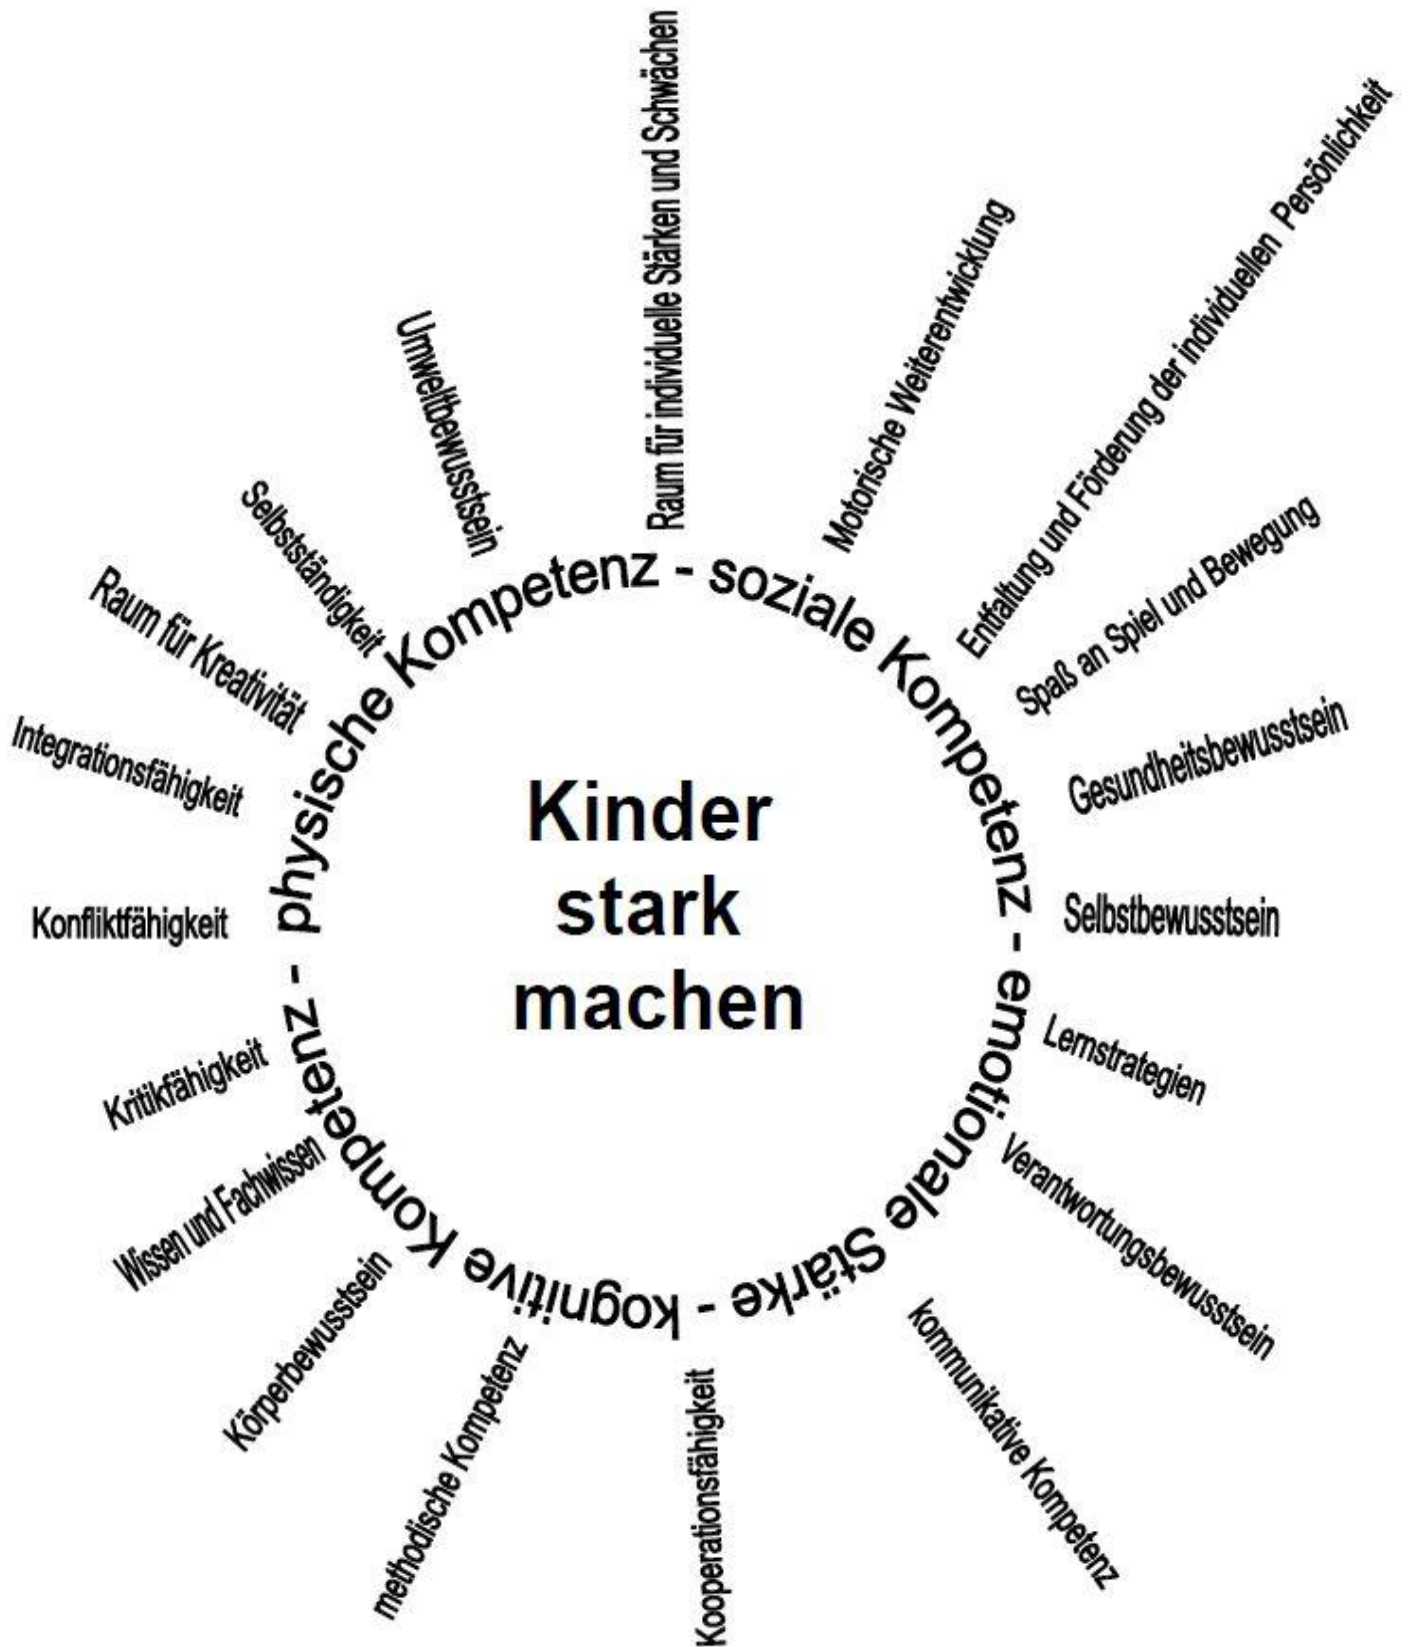 Kinder
stark
machen
physische Kompetenz - soziale Kompetenz - emotionale Stärke - kognitive Kompetenz -
Raum für individuelle Stärken und Schwächen
Motorische Weiterentwicklung
Entfaltung und Förderung der individuellen Persönlichkeit
Spaß an Spiel und Bewegung
Gesundheitsbewusstsein
Selbstbewusstsein
Lernstrategien
Verantwortungsbewusstsein
kommunikative Kompetenz
Kooperationsfähigkeit
methodische Kompetenz
Körperbewusstsein
Wissen und Fachwissen
Kritikfähigkeit
Konfliktfähigkeit
Integrationsfähigkeit
Raum für Kreativität
Selbstständigkeit
Umweltbewusstsein